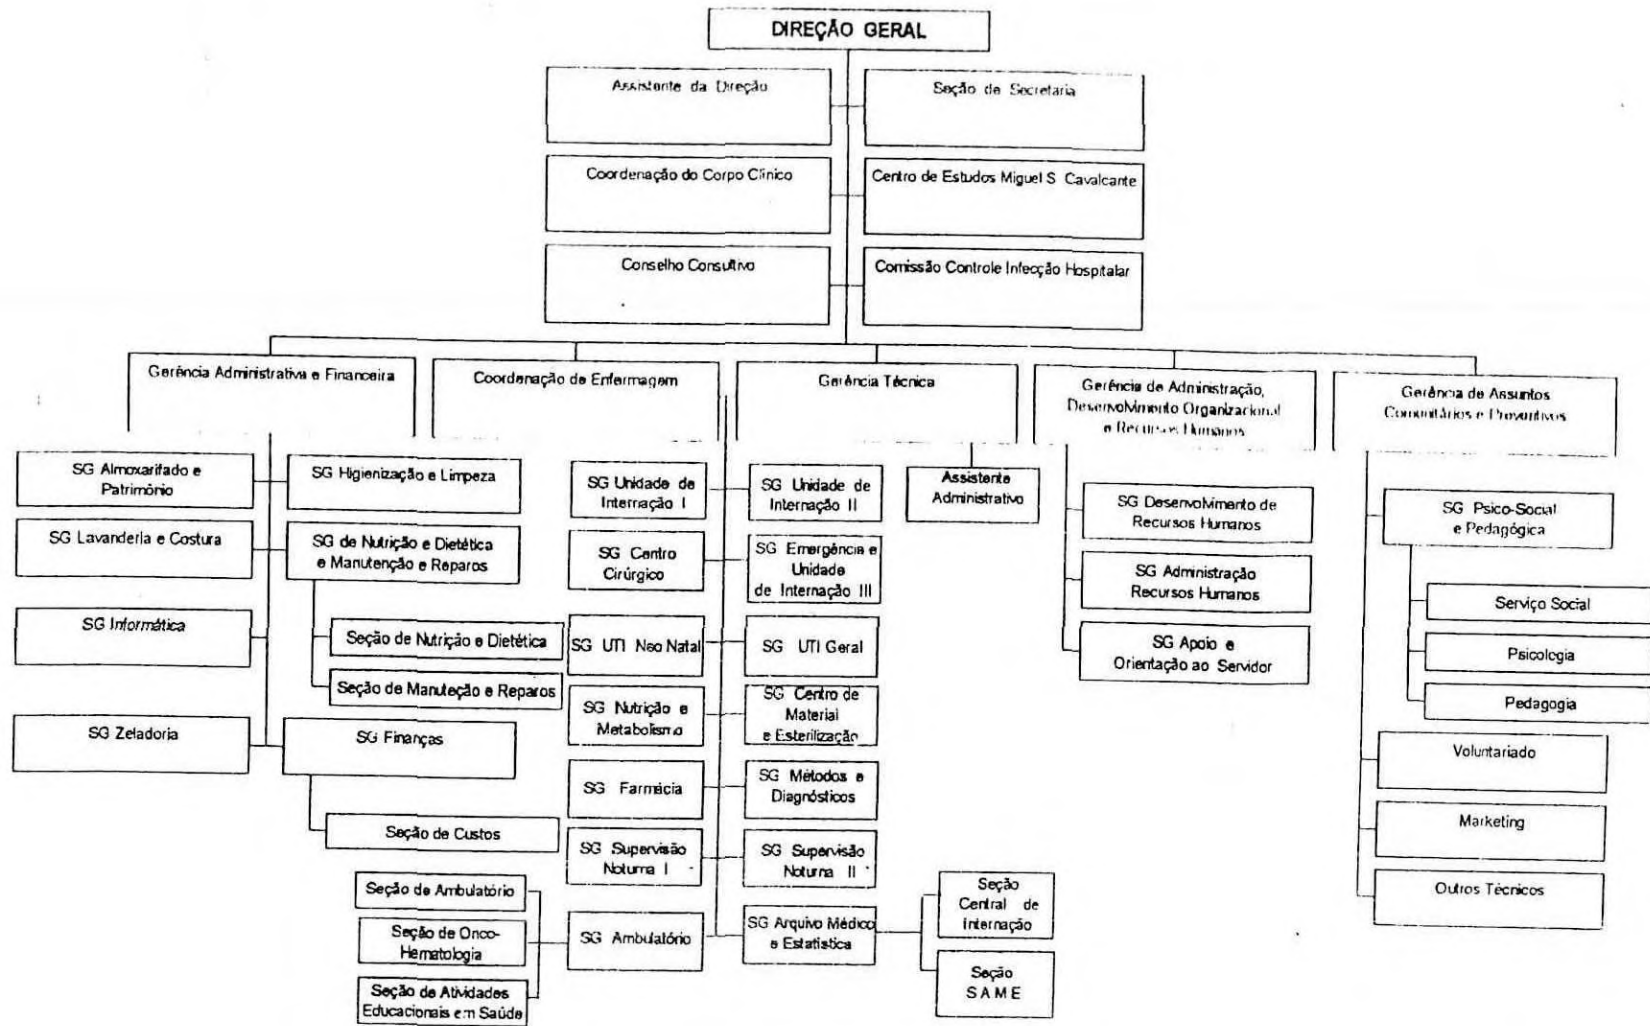 DIREÇÃO GERAL
Assistente da Direção
Seção de Secretaria
Coordenação do Corpo Clínico
Centro de Estudos Miguel S Cavalcante
Conselho Consultivo
Comissão Controle Infecção Hospitalar
Gerência Administrativa e Financeira
Coordenação de Enfermagem
Gerência Técnica
Gerência de Administração,
Desenvolvimento Organizacional
e Recursos Humanos
Gerência de Assuntos
Comunitários e Preventivos
SG Almoxarifado e
Patrimônio
SG Higienização e Limpeza
SG Lavanderia e Costura
SG de Nutrição e Dietética
e Manutenção e Reparos
SG Informática
Seção de Nutrição e Dietética
Seção de Manuteção e Reparos
SG Zeladoria
SG Finanças
Seção de Custos
SG Unidade de
Internação I
SG Unidade de
Internação II
SG Centro
Cirúrgico
SG Emergência e
Unidade
de Internação III
SG UTI Neo Natal
SG UTI Geral
SG Nutrição e
Metabolismo
SG Centro de
Material
e Esterilização
SG Farmácia
SG Métodos e
Diagnósticos
SG Supervisão
Noturna I
SG Supervisão
Noturna II
Seção de Ambulatório
Seção de Onco-
Hematologia
Seção de Atividades
Educacionais em Saúde
SG Ambulatório
SG Arquivo Médico
e Estatística
Seção
Central de
Internação
Seção
S A M E
Assistente
Administrativo
SG Desenvolvimento de
Recursos Humanos
SG Administração
Recursos Humanos
SG Apoio e
Orientação ao Servidor
SG Psico-Social
e Pedagógica
Serviço Social
Psicologia
Pedagogia
Voluntariado
Marketing
Outros Técnicos